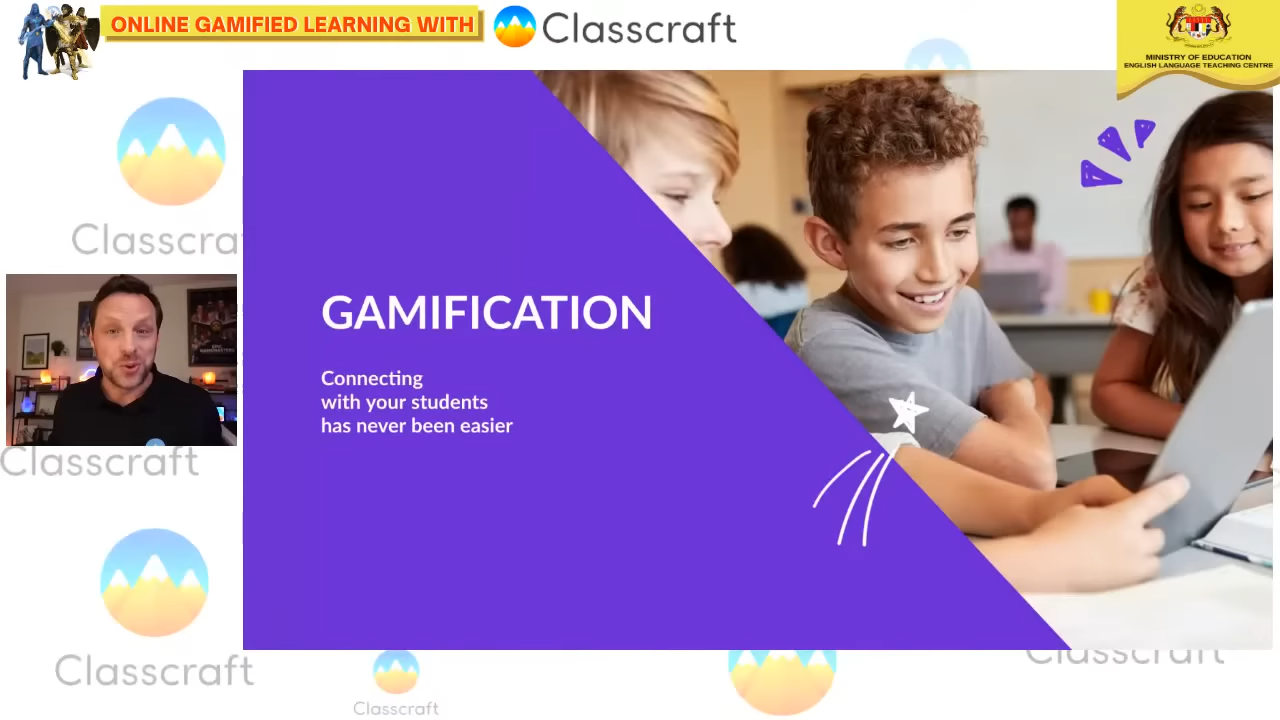 ONLINE GAMIFIED LEARNING WITH
Classcraft
MINISTRY OF EDUCATION
ENGLISH LANGUAGE TEACHING CENTRE
Classcra
GAMIFICATION
Connecting
with your students
has never been easier
Classcraft
Classcraft
Classcraft
Classcraft